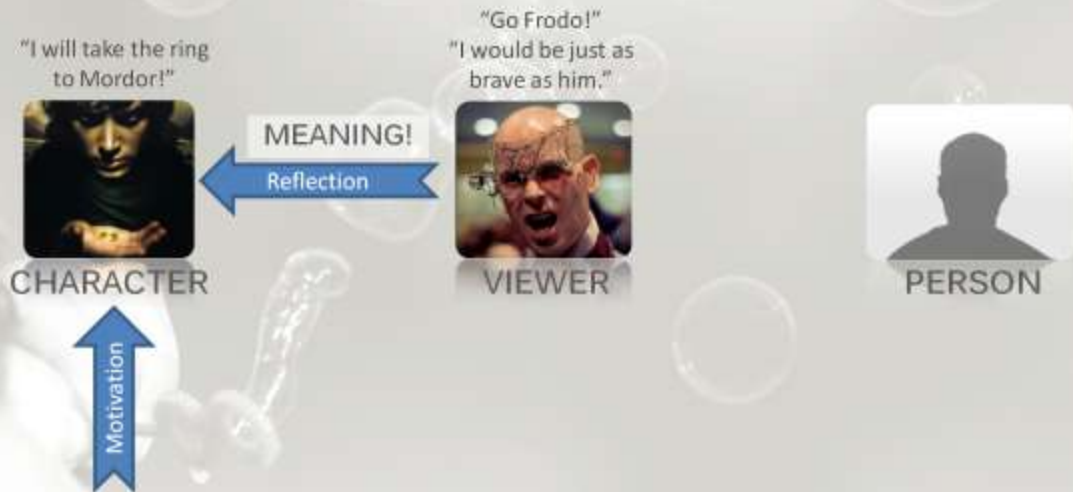 "I will take the ring
to Mordor!"
"Go Frodo!"
"I would be just as
brave as him."
MEANING!
Reflection
CHARACTER
VIEWER
PERSON
Motivation